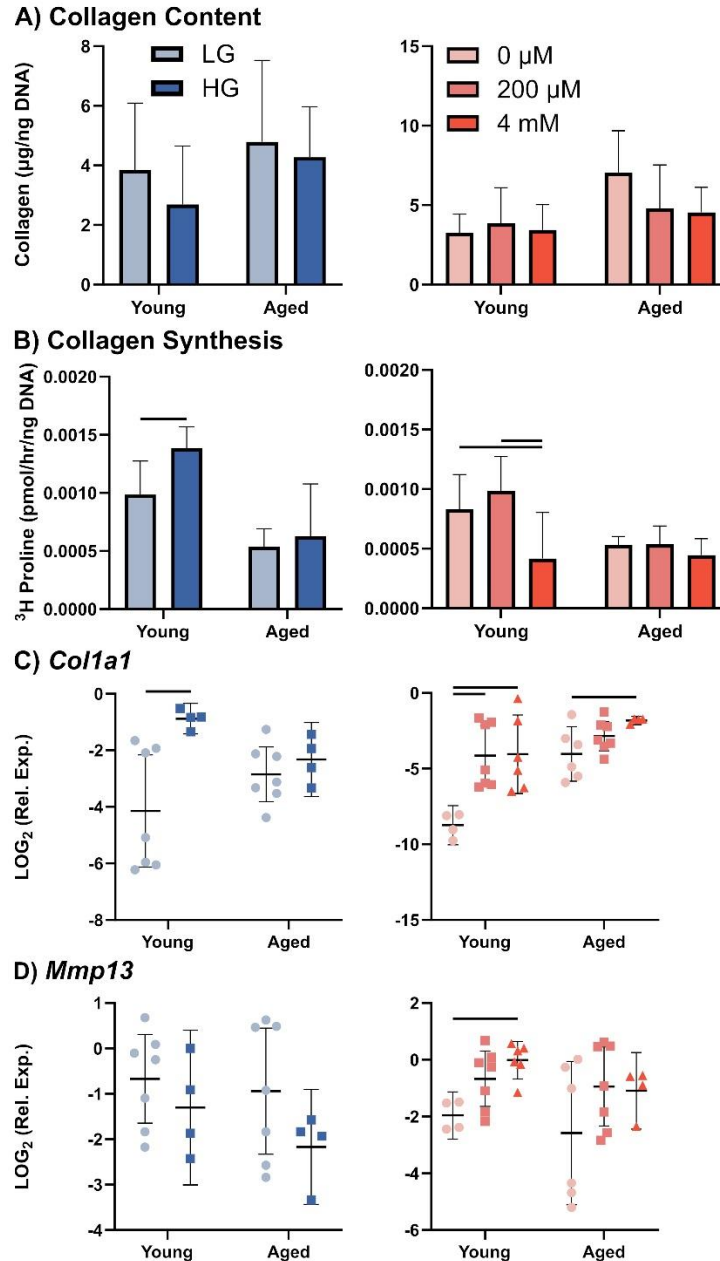 A) Collagen Content
Collagen (µg/ng DNA)
8
6
4
2
0
LG
HG
Young Aged
15
10
5
0
0 µM
200 µM
4 mM
Young Aged
B) Collagen Synthesis
³H Proline (pmol/hr/ng DNA)
0.0020
0.0015
0.0010
0.0005
0.0000
Young Aged
0.0020
0.0015
0.0010
0.0005
0.0000
Young Aged
C) Col1a1
LOG₂ (Rel. Exp.)
0
-2
-4
-6
-8
Young Aged
0
-5
-10
-15
Young Aged
D) Mmp13
LOG₂ (Rel. Exp.)
1
0
-1
-2
-3
-4
Young Aged
2
0
-2
-4
-6
Young Aged